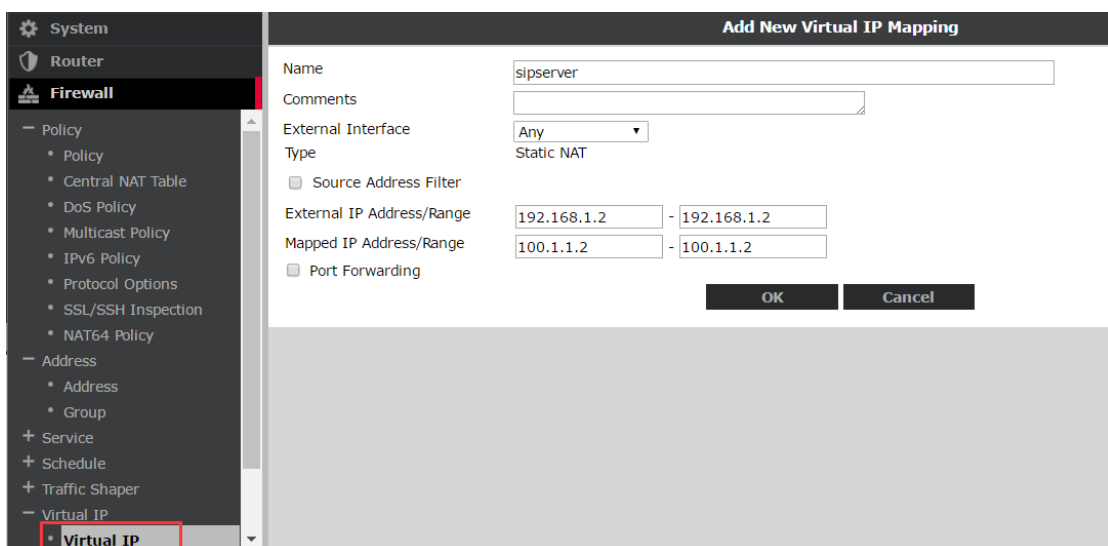 System
Router
Firewall
− Policy
• Policy
• Central NAT Table
• DoS Policy
• Multicast Policy
• IPv6 Policy
• Protocol Options
• SSL/SSH Inspection
• NAT64 Policy
− Address
• Address
• Group
+ Service
+ Schedule
+ Traffic Shaper
− Virtual IP
• Virtual IP
Add New Virtual IP Mapping
Name sipserver
Comments
External Interface Any
Type Static NAT
Source Address Filter
External IP Address/Range 192.168.1.2 - 192.168.1.2
Mapped IP Address/Range 100.1.1.2 - 100.1.1.2
Port Forwarding
OK Cancel